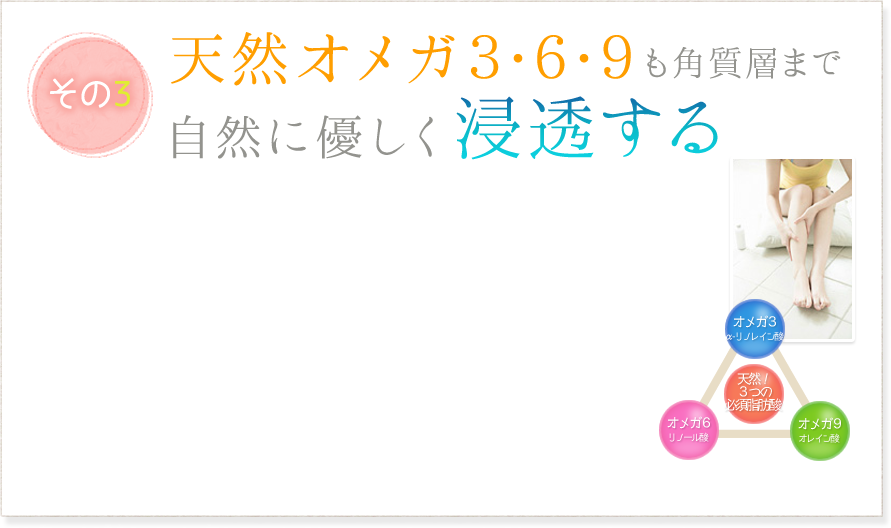 その3
天然オメガ3・6・9も角質層まで
自然に優しく浸透する
オメガ3
α-リノレイン酸
天然！
3つの
必須脂肪酸
オメガ6
リノール酸
オメガ9
オレイン酸